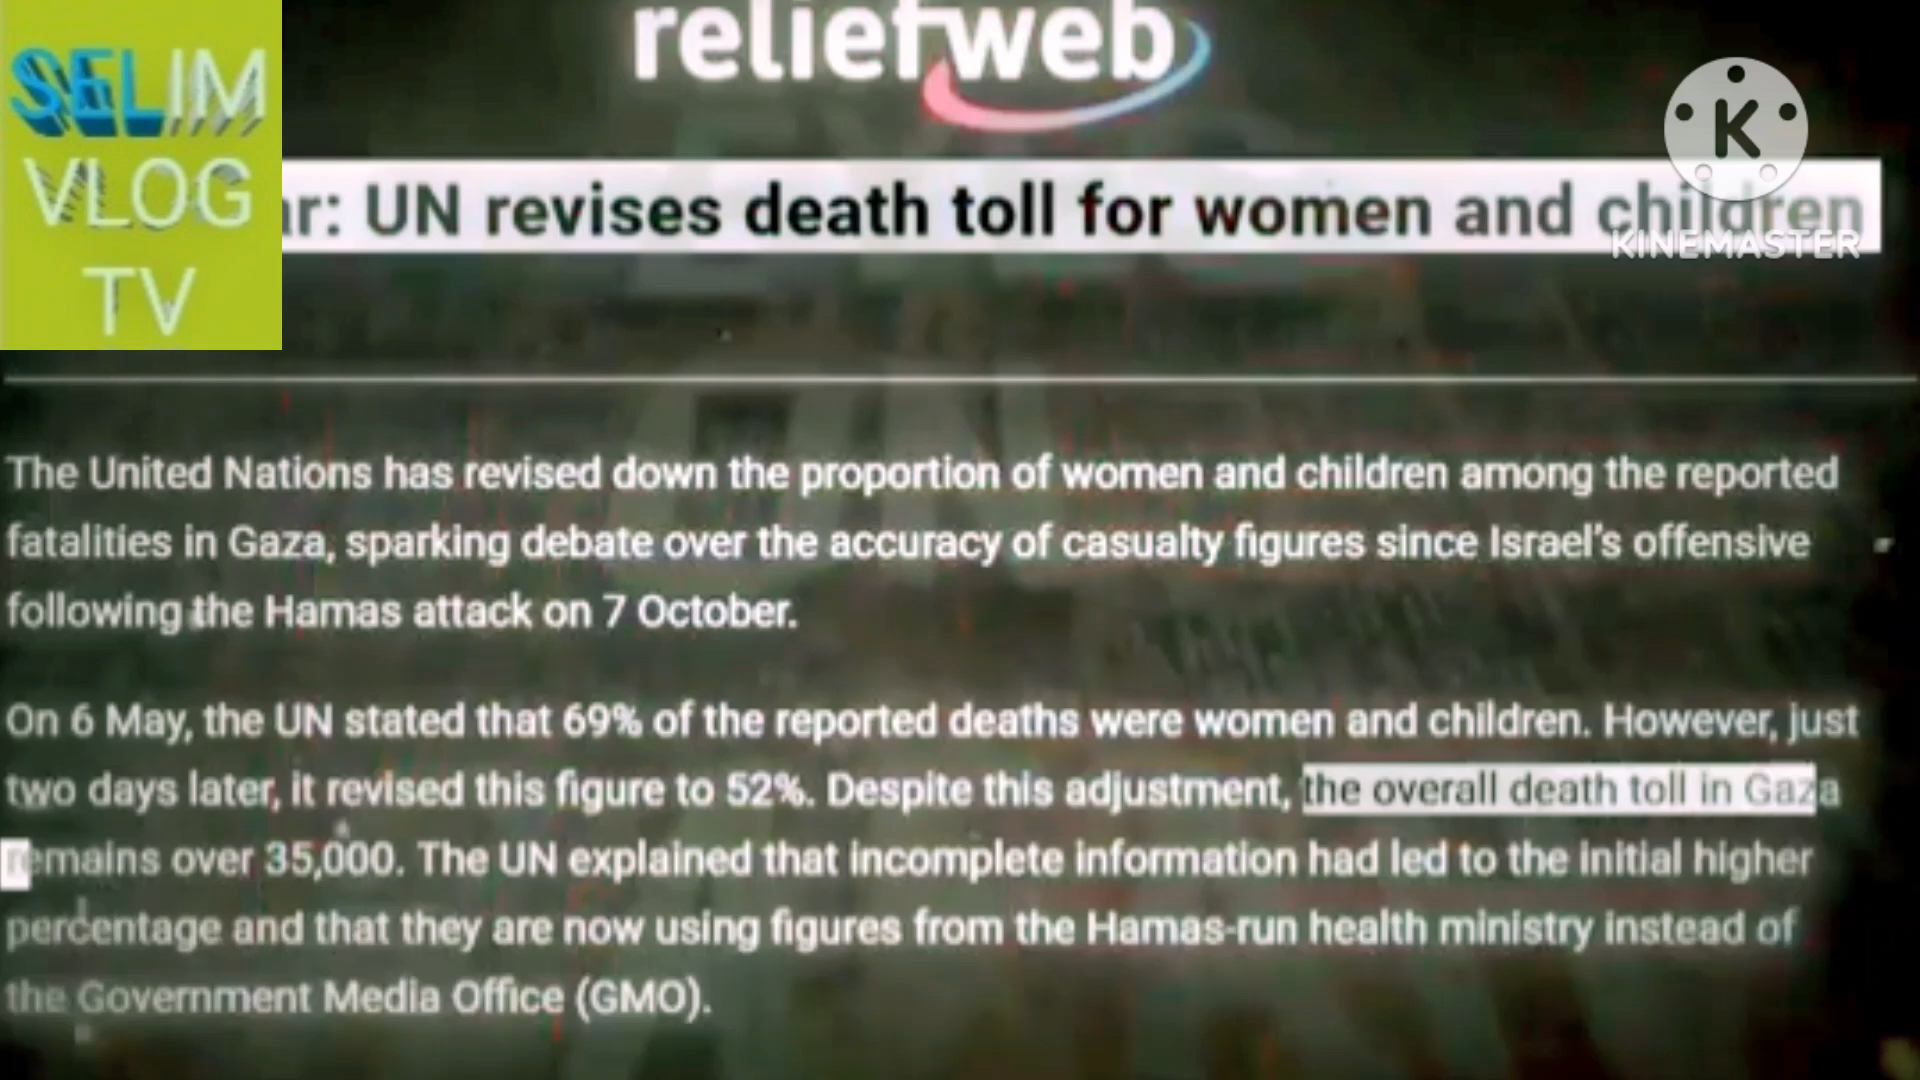 reliefweb
SELIM
VLOG
TV
K
KINEMASTER
r: UN revises death toll for women and children
The United Nations has revised down the proportion of women and children among the reported
fatalities in Gaza, sparking debate over the accuracy of casualty figures since Israel's offensive
following the Hamas attack on 7 October.
On 6 May, the UN stated that 69% of the reported deaths were women and children. However, just
two days later, it revised this figure to 52%. Despite this adjustment, the overall death toll in Gaza
remains over 35,000. The UN explained that incomplete information had led to the initial higher
percentage and that they are now using figures from the Hamas-run health ministry instead of
the Government Media Office (GMO).